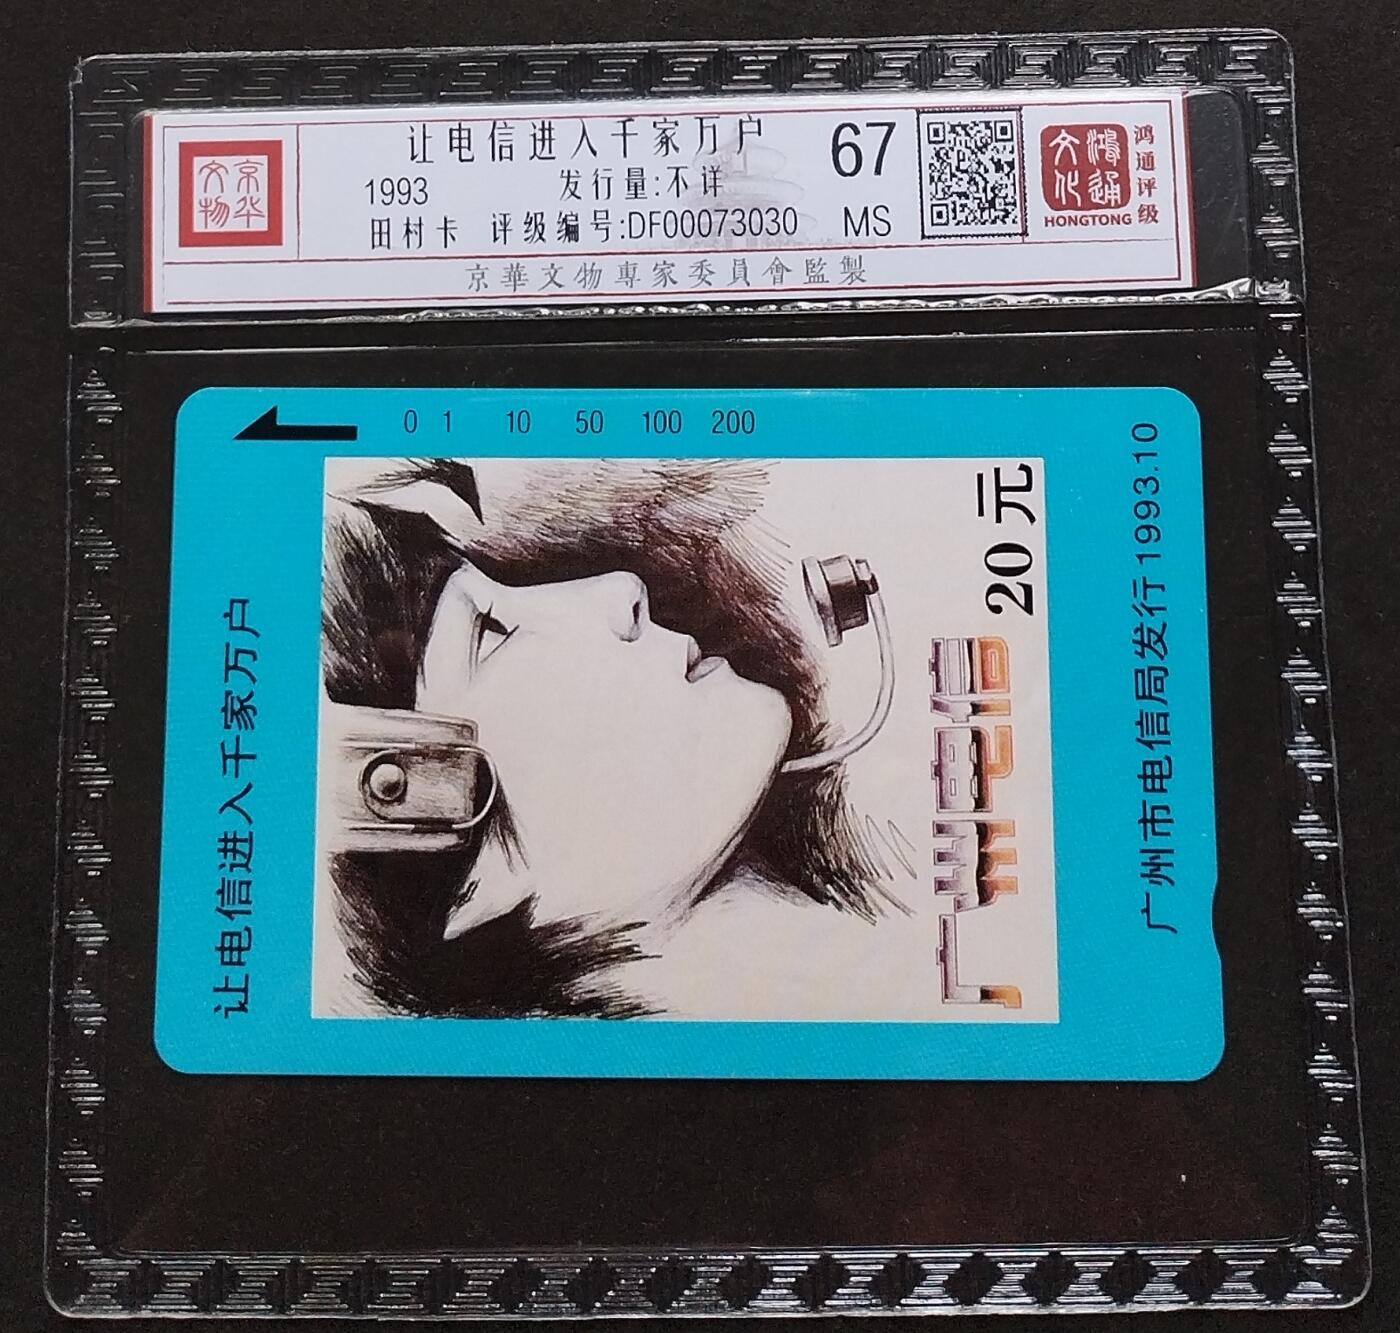 京华文物
让电信进入千家万户
1993 发行量:不详
田村卡 评级编号:DF00073030
67
MS
鸿通文化
HONGTONG
鸿通评级
京華文物專家委員會監製
0 1 10 50 100 200
让电信进入千家万户
广州电信
20元
广州市电信局发行 1993.10